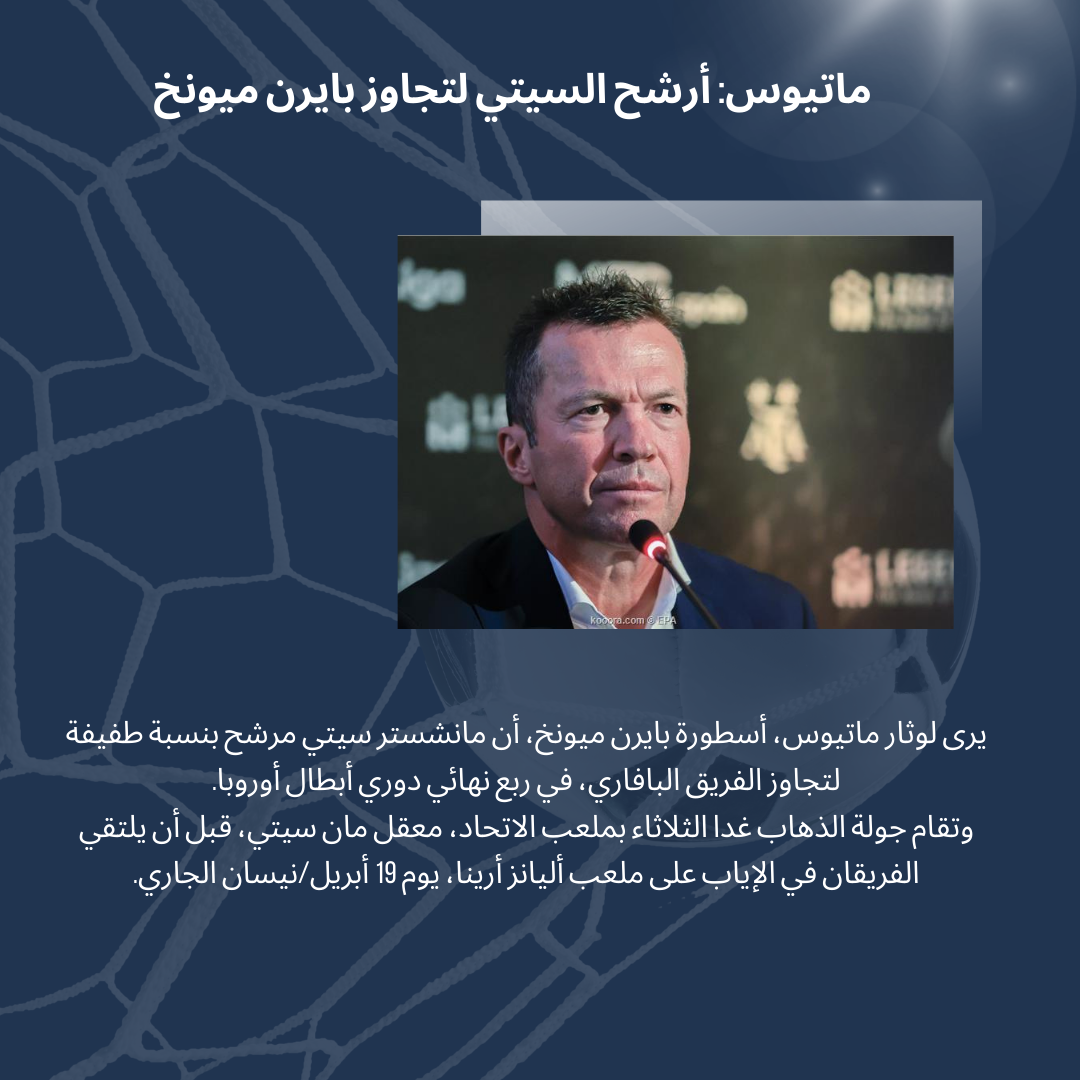 ماتيوس: أرشح السيتي لتجاوز بايرن ميونخ
kooora.com © EPA
يرى لوثار ماتيوس، أسطورة بايرن ميونخ، أن مانشستر سيتي مرشح بنسبة طفيفة
لتجاوز الفريق البافاري، في ربع نهائي دوري أبطال أوروبا.
وتقام جولة الذهاب غدا الثلاثاء بملعب الاتحاد، معقل مان سيتي، قبل أن يلتقي
الفريقان في الإياب على ملعب أليانز أرينا، يوم 19 أبريل/نيسان الجاري.